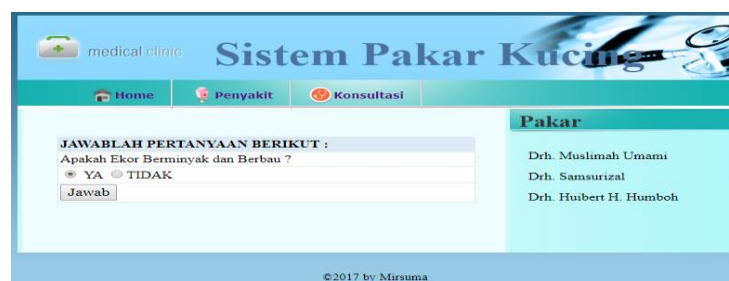 medical clinic
Sistem Pakar Kucing
Home Penyakit Konsultasi
JAWABLAH PERTANYAAN BERIKUT :
Apakah Ekor Berminyak dan Berbau ?
YA TIDAK
Jawab
Pakar
Drh. Muslimah Umami
Drh. Samsurizal
Drh. Huibert H. Humboh
©2017 by Mirsuma